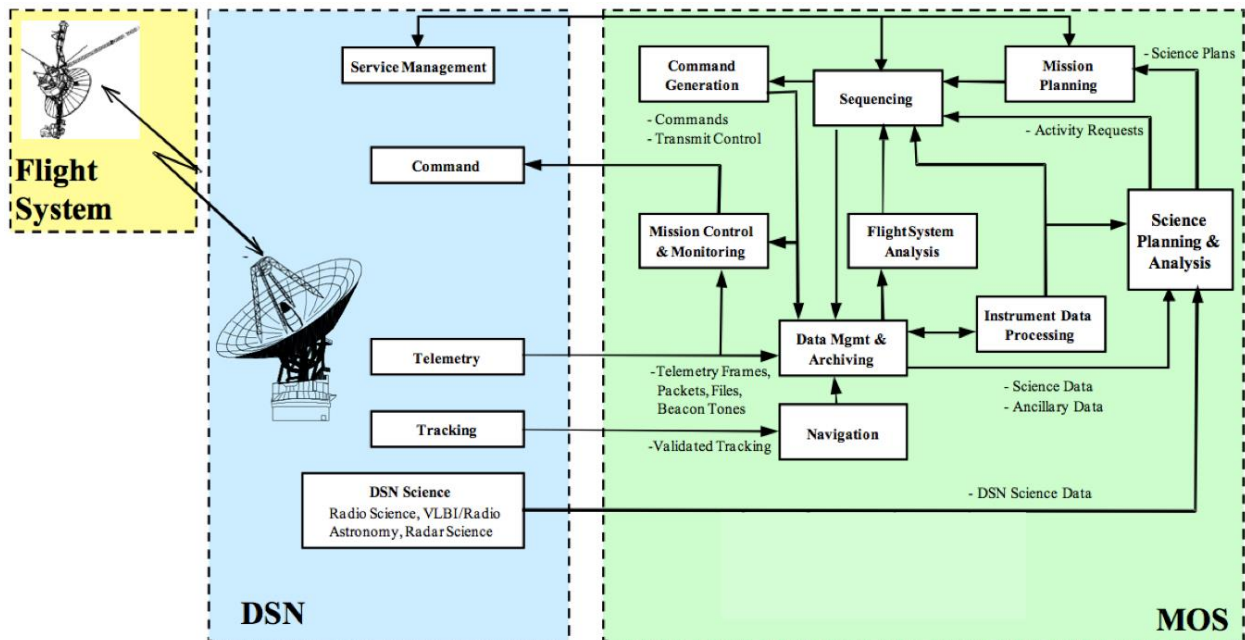 Flight
System
Service Management
Command
Telemetry
Tracking
DSN Science
Radio Science, VLBI/Radio
Astronomy, Radar Science
DSN
Command
Generation
Sequencing
Mission
Planning
- Science Plans
- Commands
- Transmit Control
- Activity Requests
Mission Control
& Monitoring
Flight System
Analysis
Science
Planning &
Analysis
Data Mgmt &
Archiving
Instrument Data
Processing
-Telemetry Frames,
Packets, Files,
Beacon Tones
- Science Data
- Ancillary Data
Navigation
-Validated Tracking
- DSN Science Data
MOS